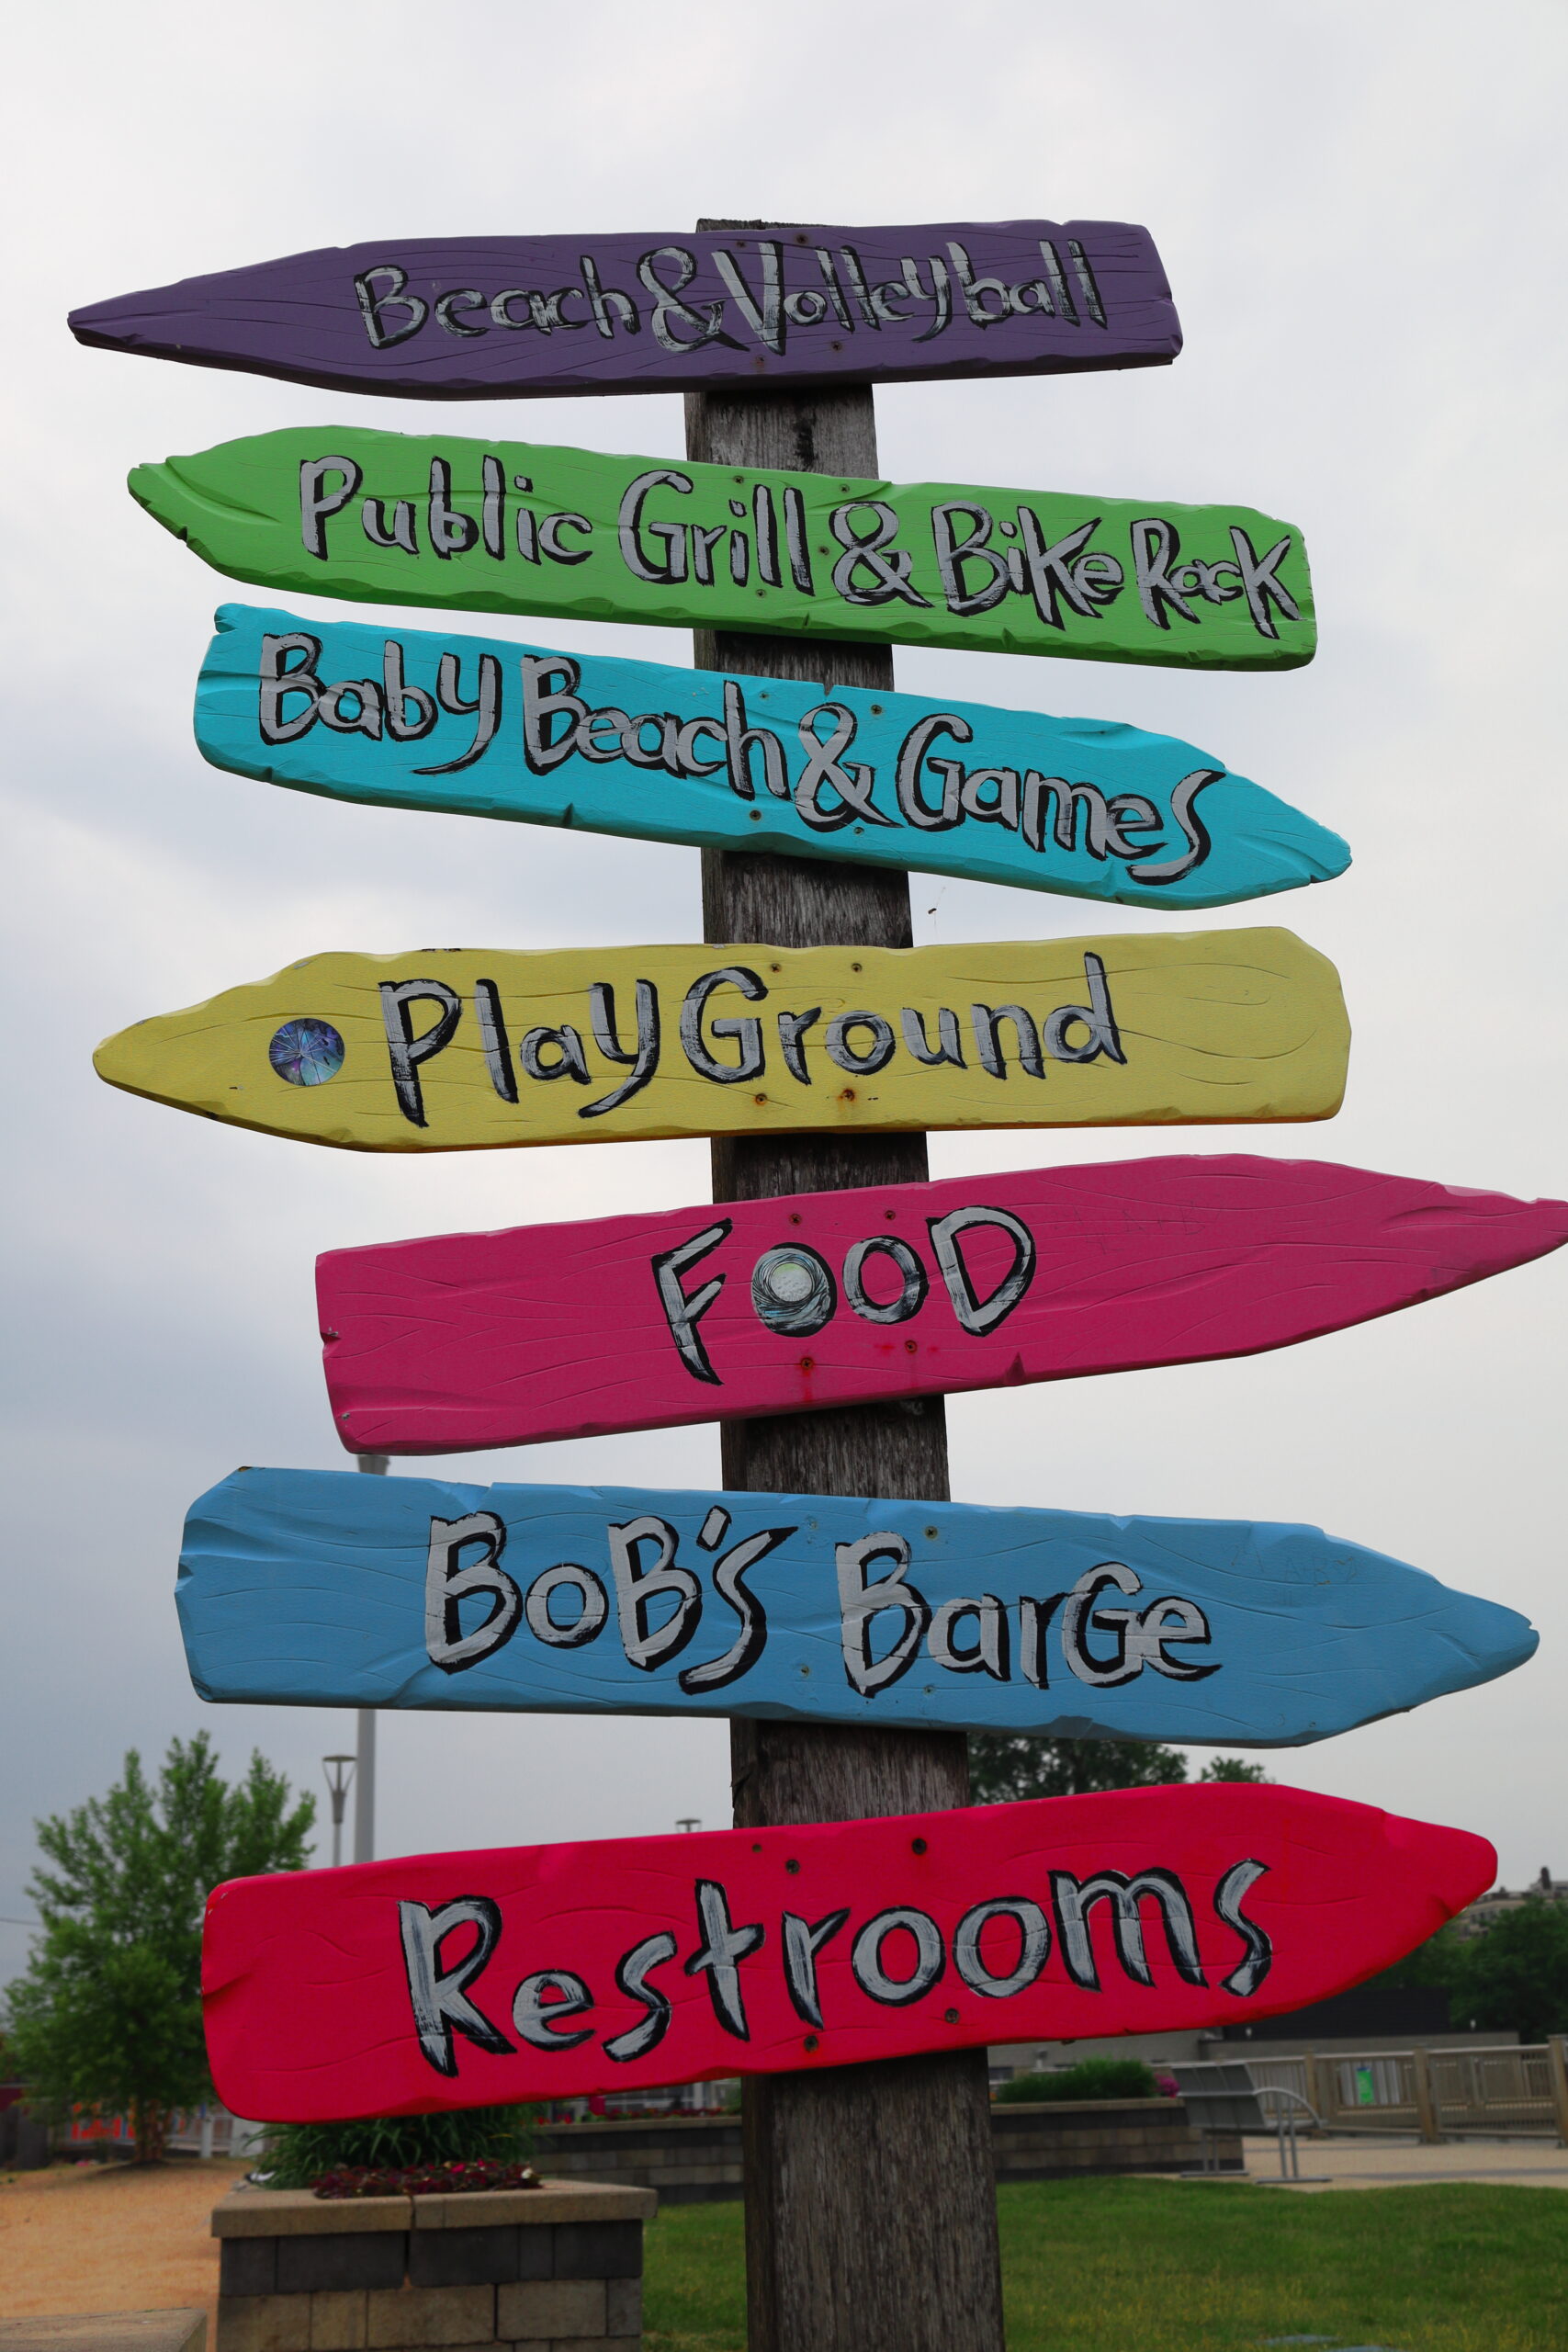 Beach & Volleyball
Public Grill & BiKe RacK
Baby Beach & Games
PlayGround
FOOD
BoB's BarGe
Restrooms